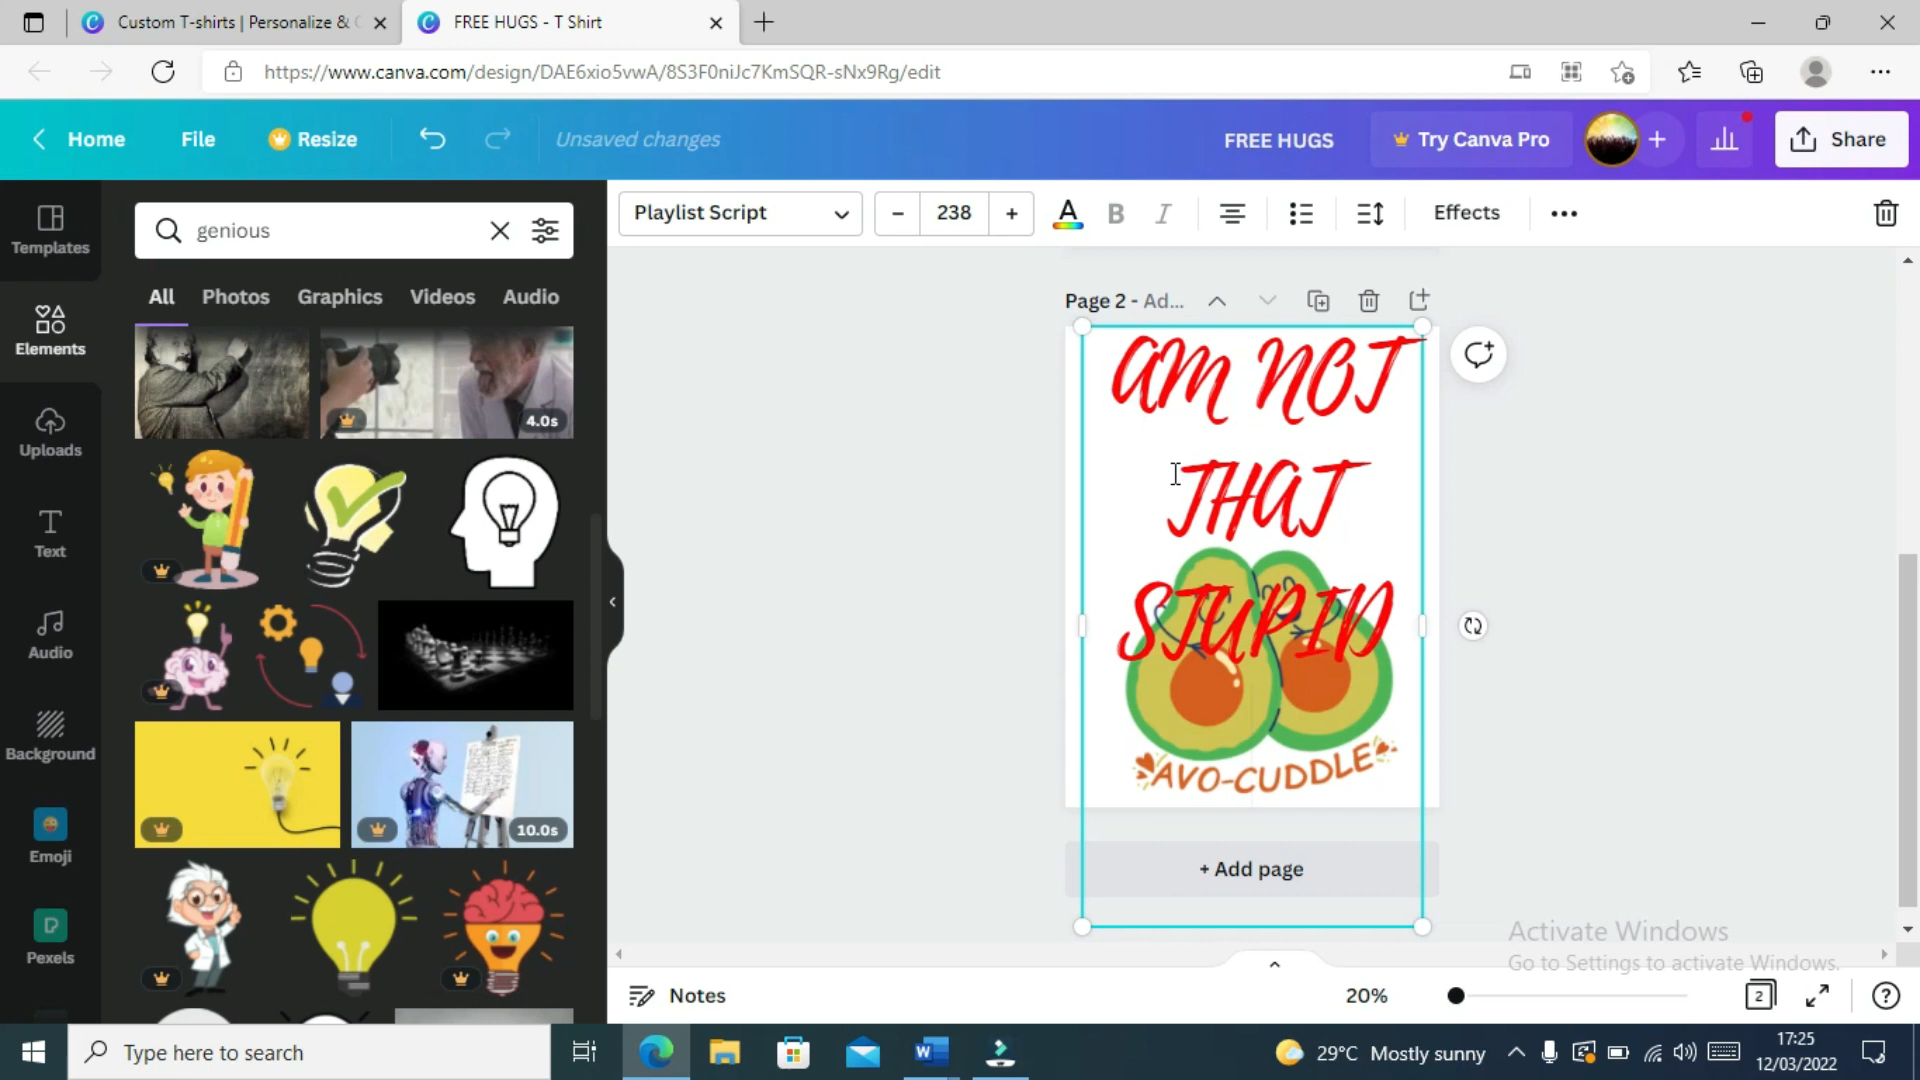 Custom T-shirts | Personalize &
FREE HUGS - T Shirt
https://www.canva.com/design/DAE6xio5vwA/8S3F0niJc7KmSQR-sNx9Rg/edit
Home
File
Resize
Unsaved changes
FREE HUGS
Try Canva Pro
Share
Playlist Script
238
A
B
I
Effects
Templates
Elements
Uploads
Text
Audio
Background
Emoji
Pexels
genious
All
Photos
Graphics
Videos
Audio
4.0s
10.0s
Page 2 - Ad...
AM NOT
THAT
STUPID
AVO-CUDDLE
+ Add page
Activate Windows
Go to Settings to activate Windows.
Notes
20%
2
Type here to search
29°C Mostly sunny
17:25
12/03/2022